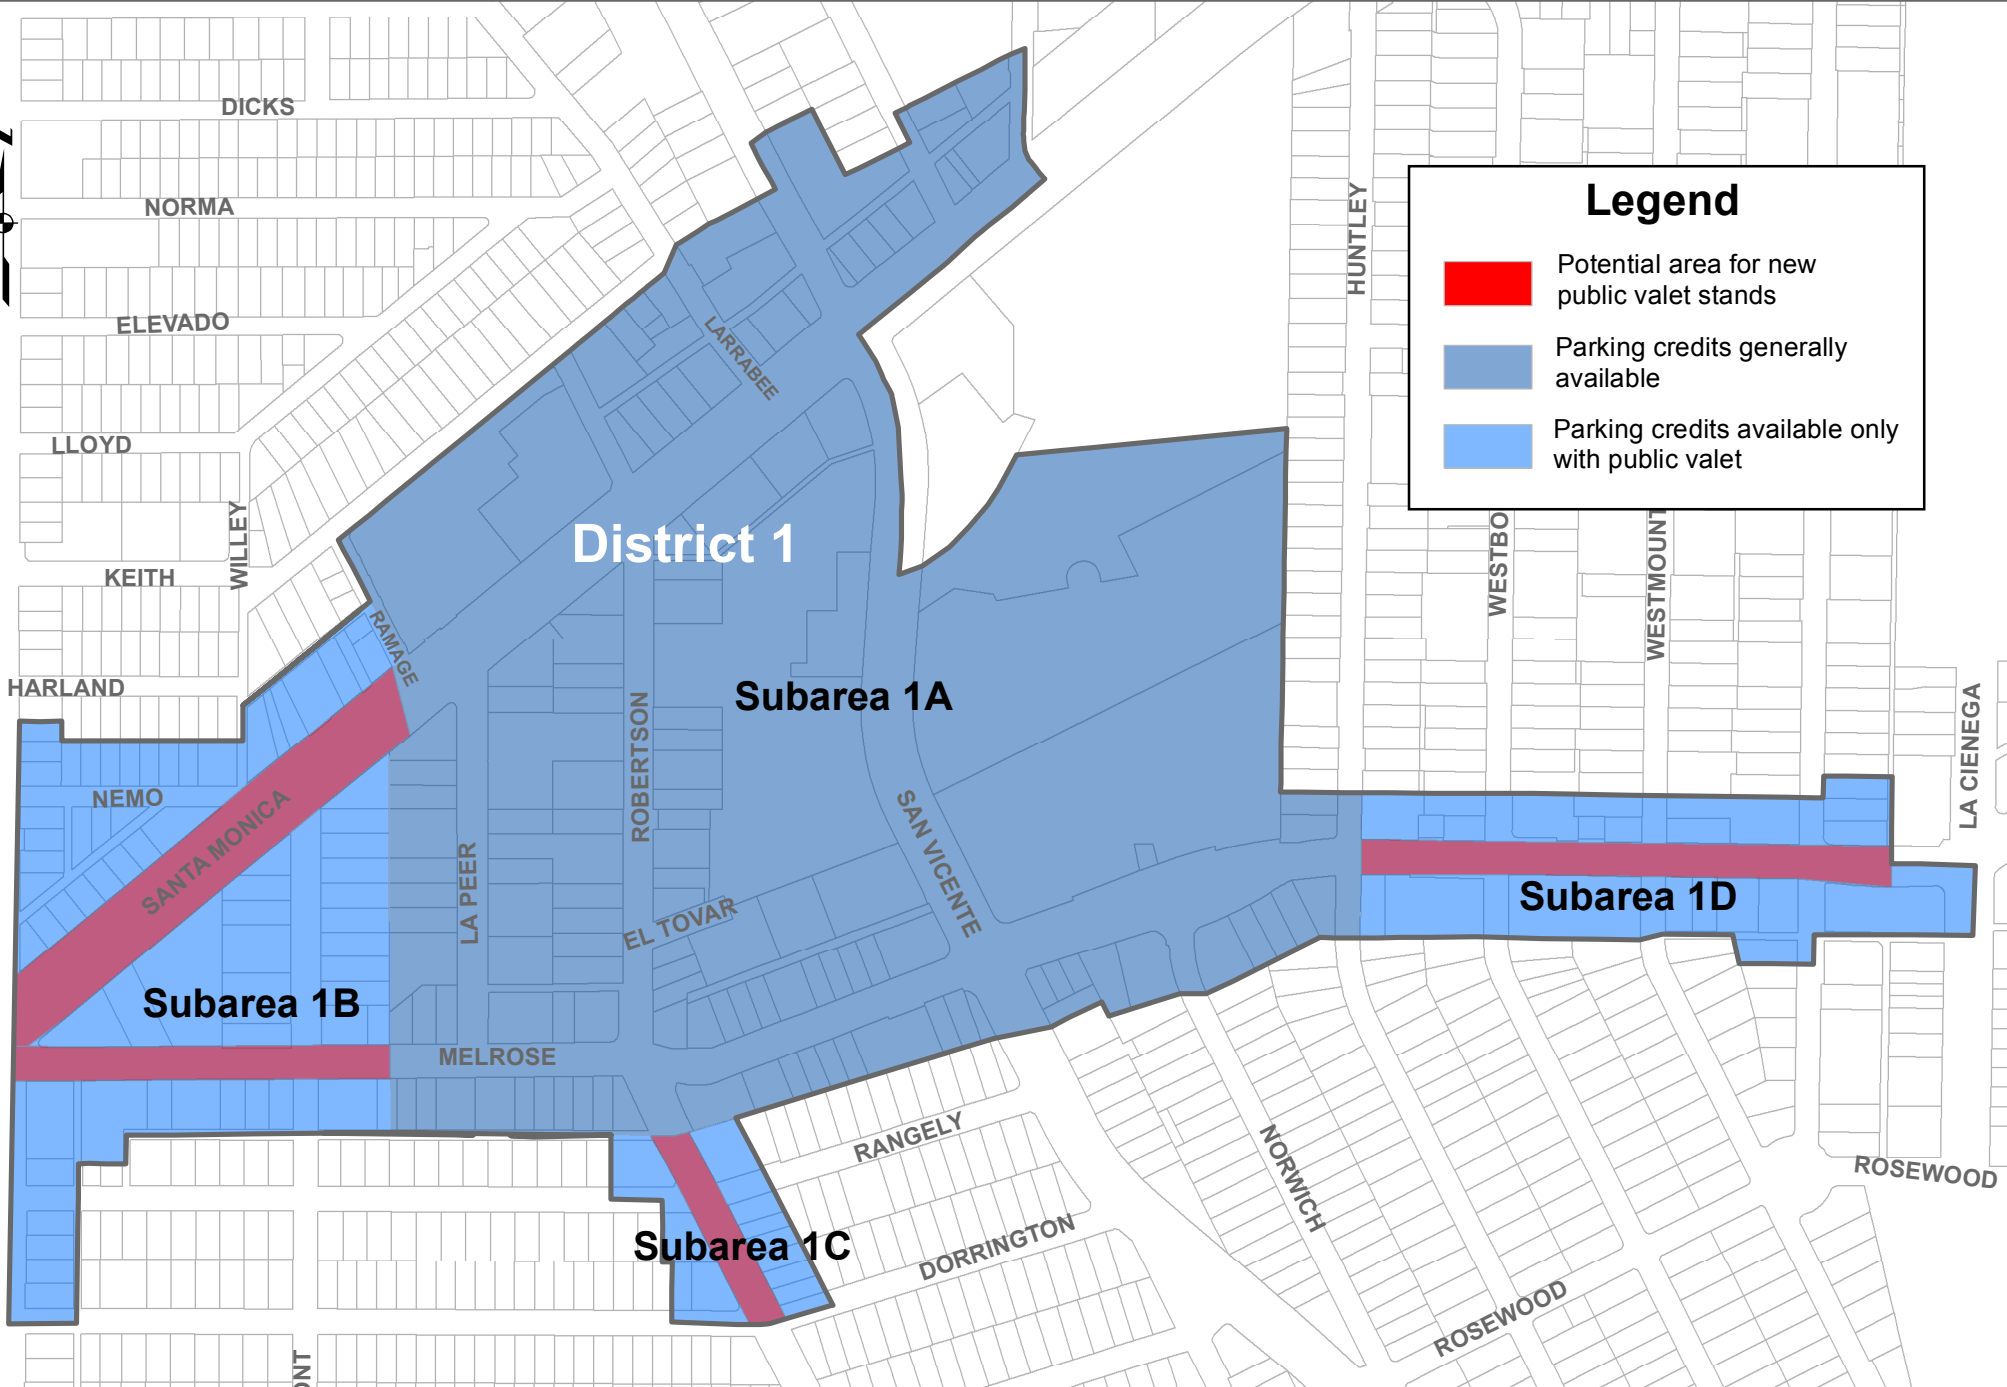 DICKS
NORMA
ELEVADO
LLOYD
WILLEY
KEITH
HARLAND
NEMO
SANTA MONICA
RAMAGE
LARRABEE
District 1
Subarea 1A
ROBERTSON
LA PEER
EL TOVAR
SAN VICENTE
Subarea 1B
MELROSE
Subarea 1C
RANGELY
DORRINGTON
NORWICH
ROSEWOOD
ROSEWOOD
Subarea 1D
LA CIENEGA
HUNTLEY
WESTBO
WESTMOUNT
Legend
Potential area for new
public valet stands
Parking credits generally
available
Parking credits available only
with public valet
ONT